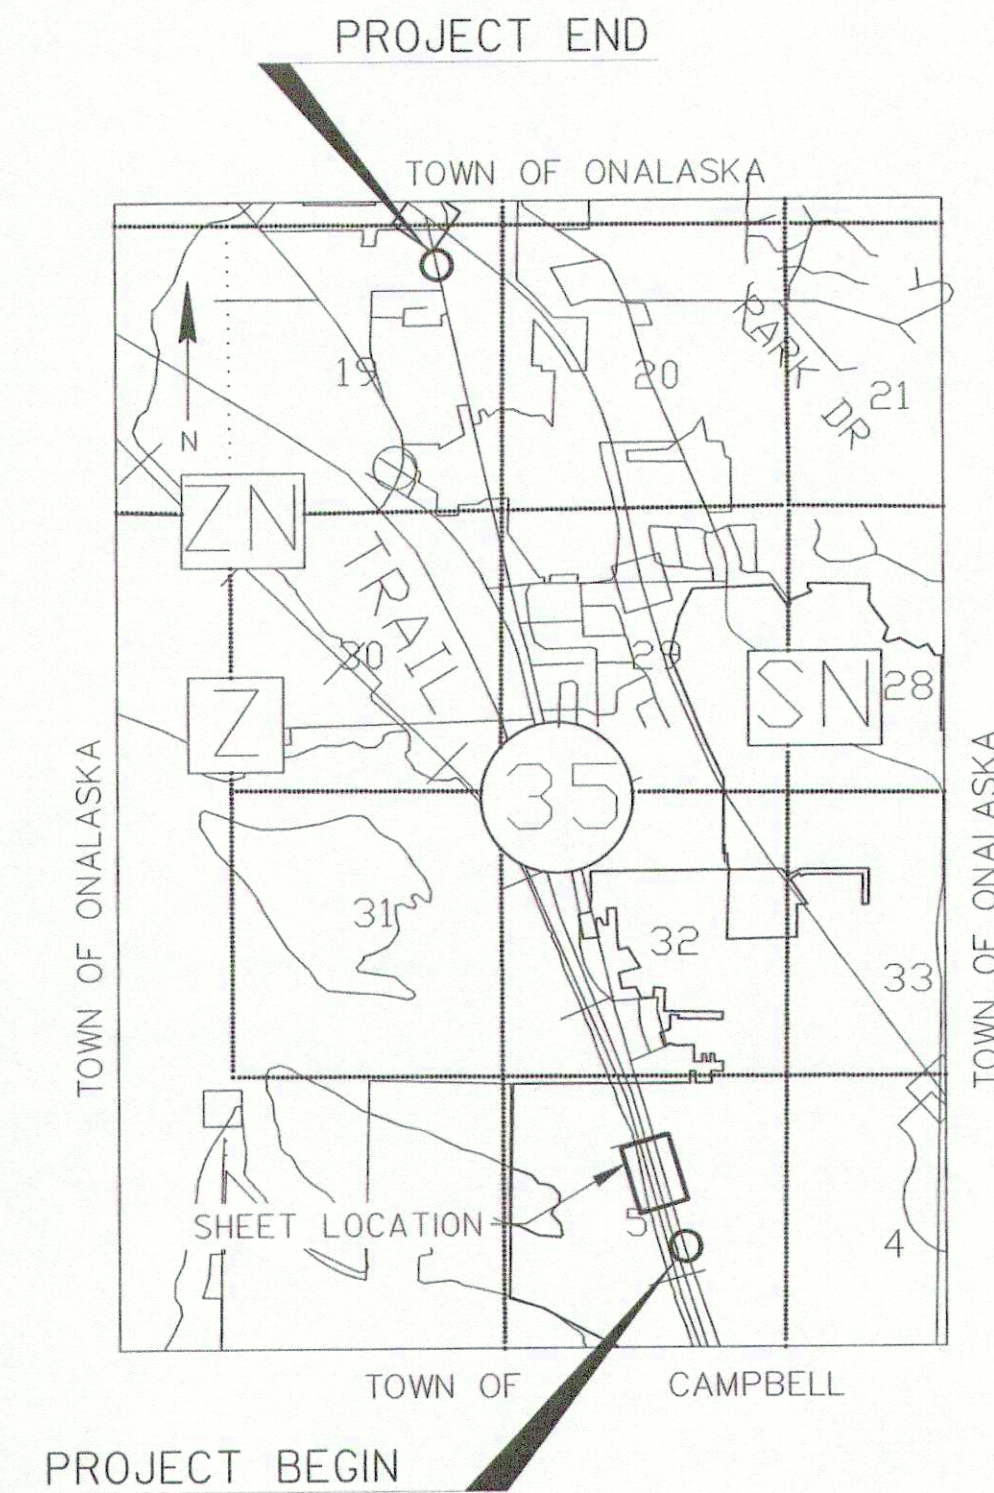 PROJECT END
TOWN OF ONALASKA
19
20
21
PARK DR
N
ZN
TRAIL
30
29
SN
28
Z
35
TOWN OF ONALASKA
TOWN OF ONALASKA
31
32
33
SHEET LOCATION
5
4
TOWN OF CAMPBELL
PROJECT BEGIN